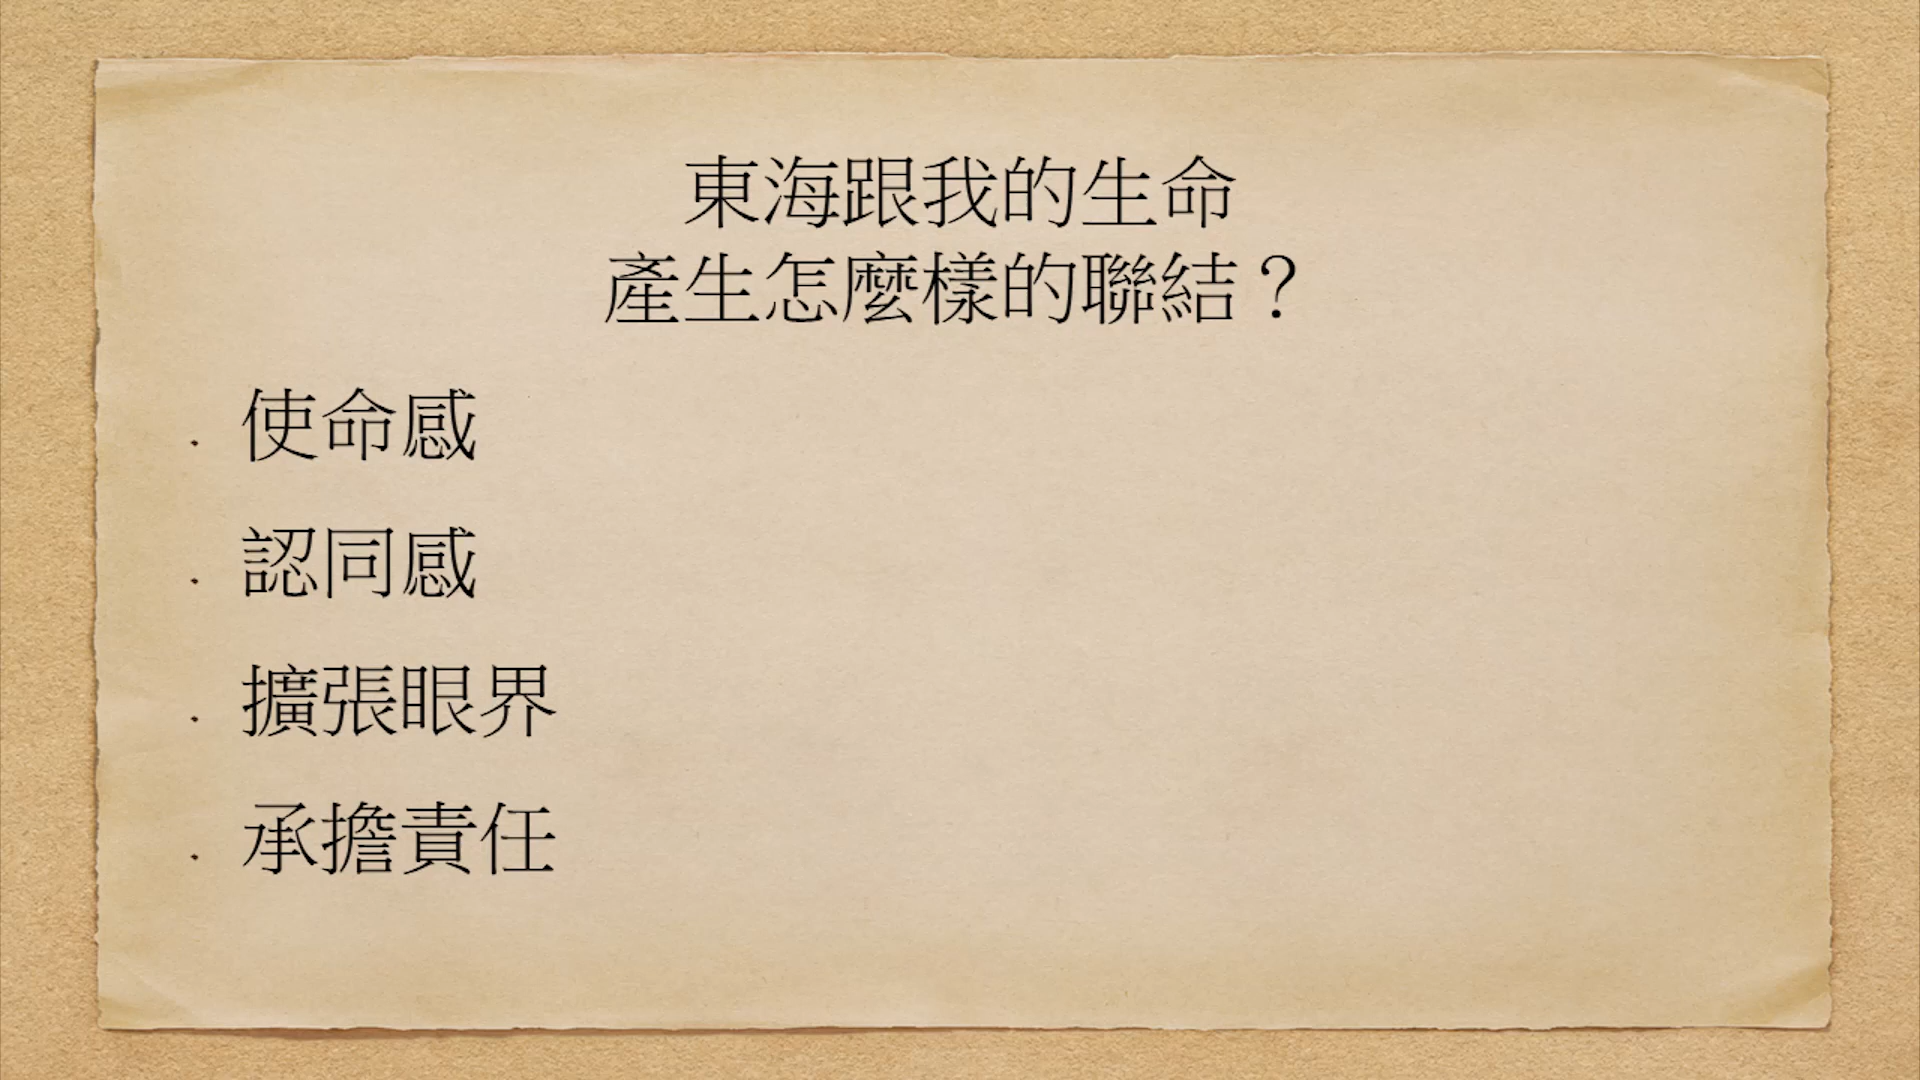 東海跟我的生命
產生怎麼樣的聯結？
. 使命感
. 認同感
. 擴張眼界
. 承擔責任